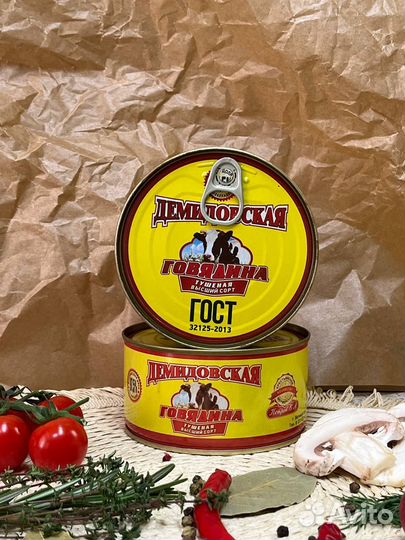 ДЕМИДОВСКАЯ
ГОВЯДИНА
ТУШЕНАЯ
ВЫСШИЙ СОРТ
ГОСТ
32125-2013
ДЕМИДОВСКАЯ
ГОВЯДИНА
ТУШЕНАЯ
ВЫСШИЙ СОРТ
Avito